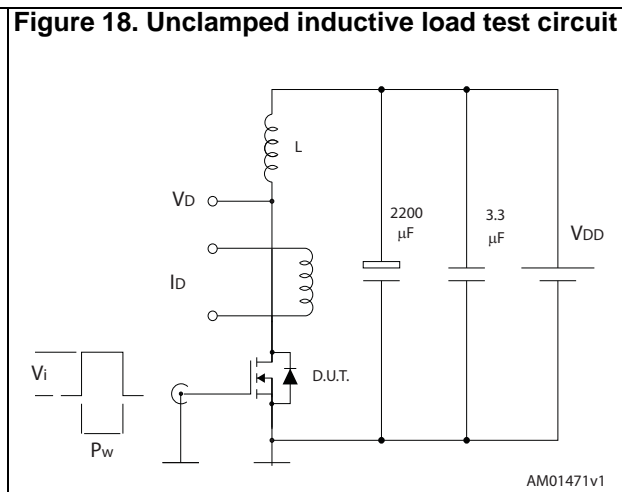 Figure 18. Unclamped inductive load test circuit
L
VD
2200
μF
3.3
μF
VDD
ID
Vi
D.U.T.
Pw
AM01471v1